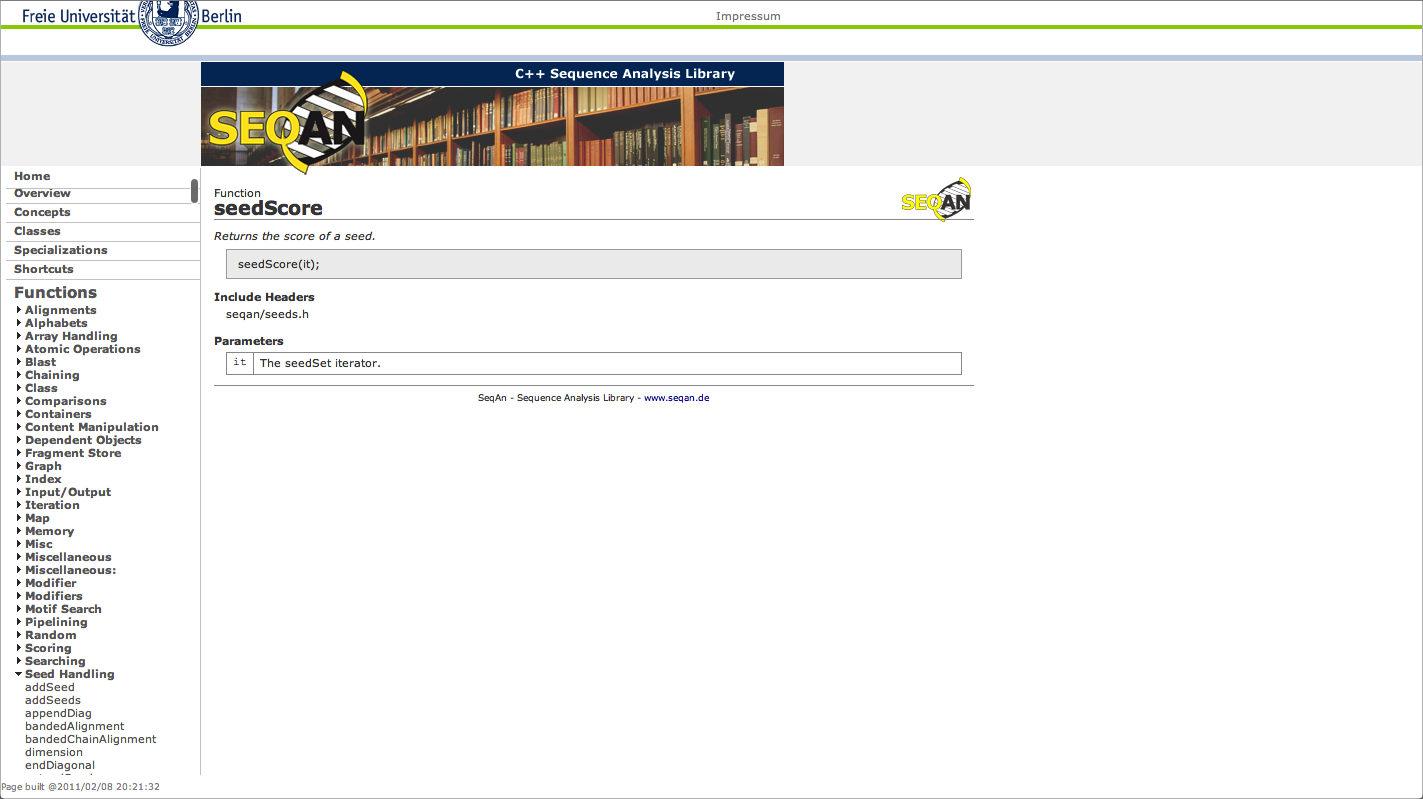 Freie Universität Berlin
Impressum
C++ Sequence Analysis Library
SEQAN
Home
Overview
Concepts
Classes
Specializations
Shortcuts
Functions
Alignments
Alphabets
Array Handling
Atomic Operations
Blast
Chaining
Class
Comparisons
Containers
Content Manipulation
Dependent Objects
Fragment Store
Graph
Index
Input/Output
Iteration
Map
Memory
Misc
Miscellaneous
Miscellaneous:
Modifier
Modifiers
Motif Search
Pipelining
Random
Scoring
Searching
Seed Handling
addSeed
addSeeds
appendDiag
bandedAlignment
bandedChainAlignment
dimension
endDiagonal
Function
seedScore
SEQAN
Returns the score of a seed.
seedScore(it);
Include Headers
seqan/seeds.h
Parameters
it The seedSet iterator.
SeqAn - Sequence Analysis Library - www.seqan.de
Page built @2011/02/08 20:21:32